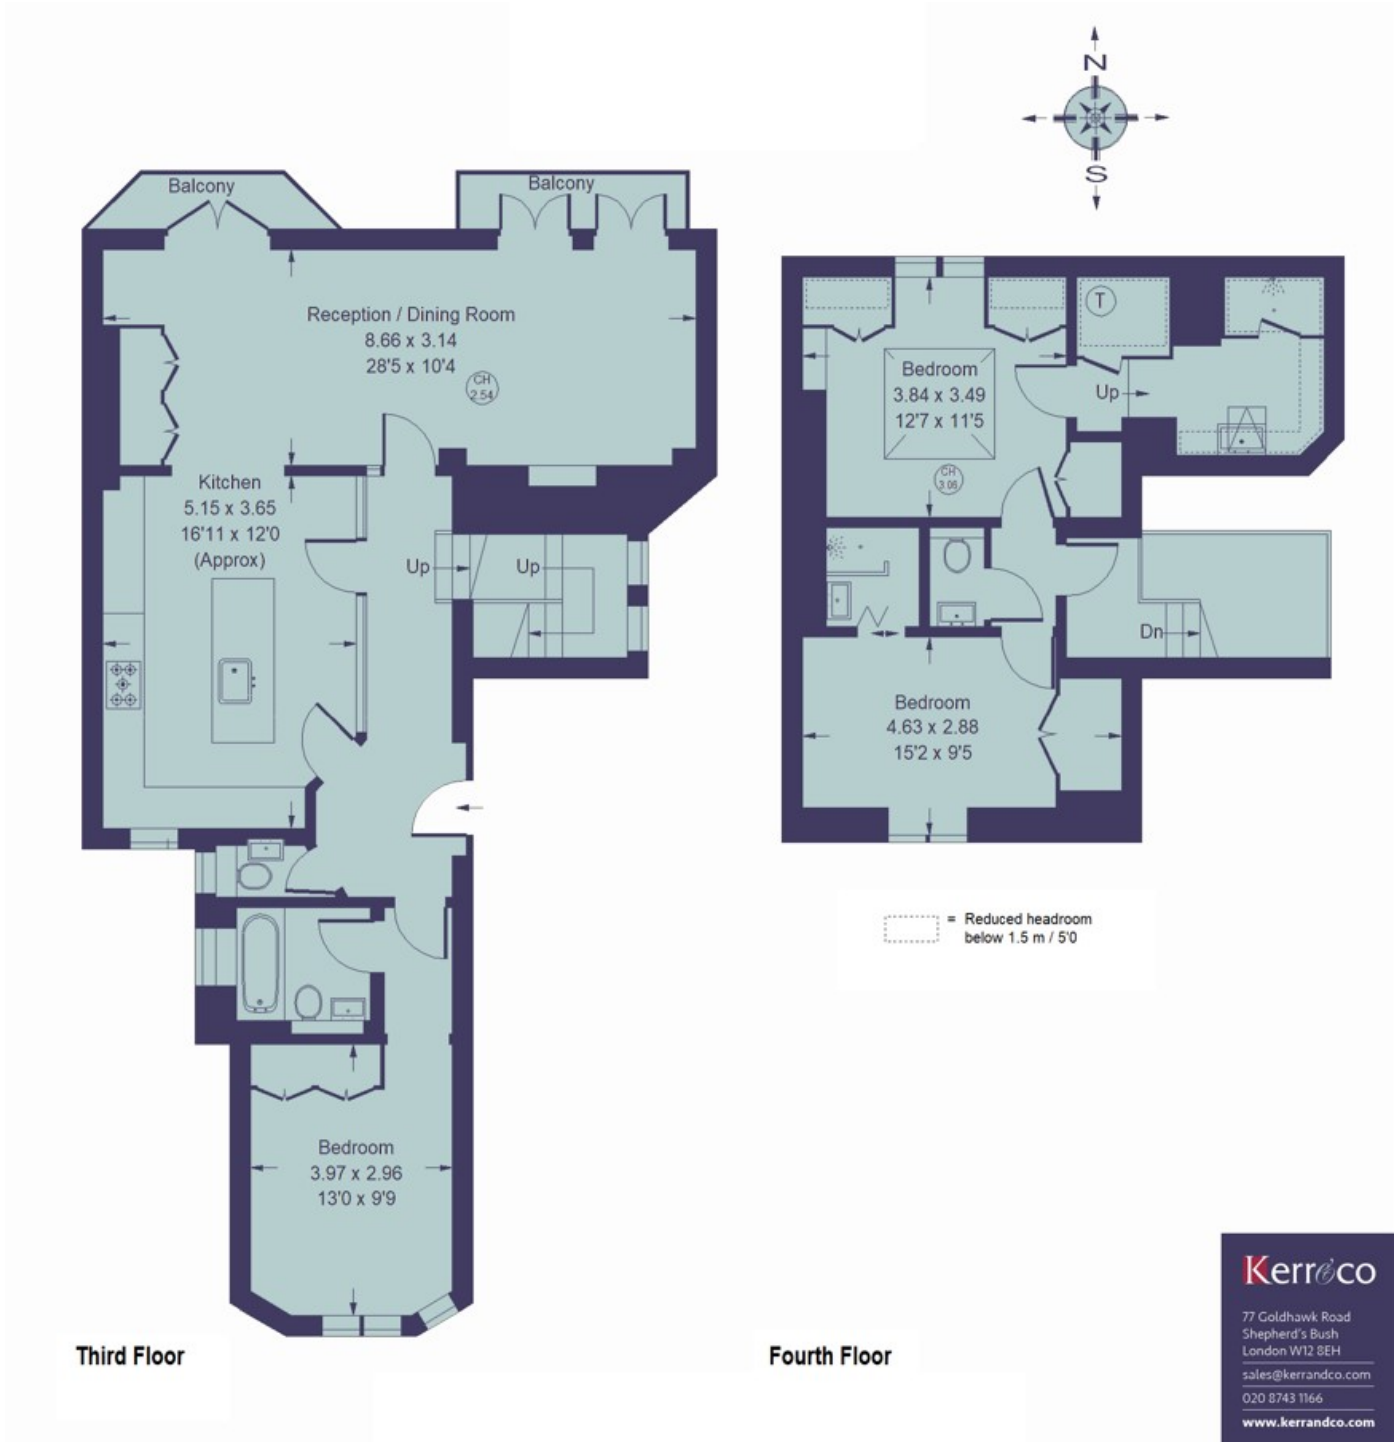 N
S
Balcony
Balcony
Reception / Dining Room
8.66 x 3.14
28'5 x 10'4
CH
2.54
Kitchen
5.15 x 3.65
16'11 x 12'0
(Approx)
Up
Up
Bedroom
3.97 x 2.96
13'0 x 9'9
Third Floor
T
Bedroom
3.84 x 3.49
12'7 x 11'5
CH
3.06
Up
Dn
Bedroom
4.63 x 2.88
15'2 x 9'5
= Reduced headroom
below 1.5 m / 5'0
Fourth Floor
Kerr&co
77 Goldhawk Road
Shepherd's Bush
London W12 8EH
sales@kerrandco.com
020 8743 1166
www.kerrandco.com